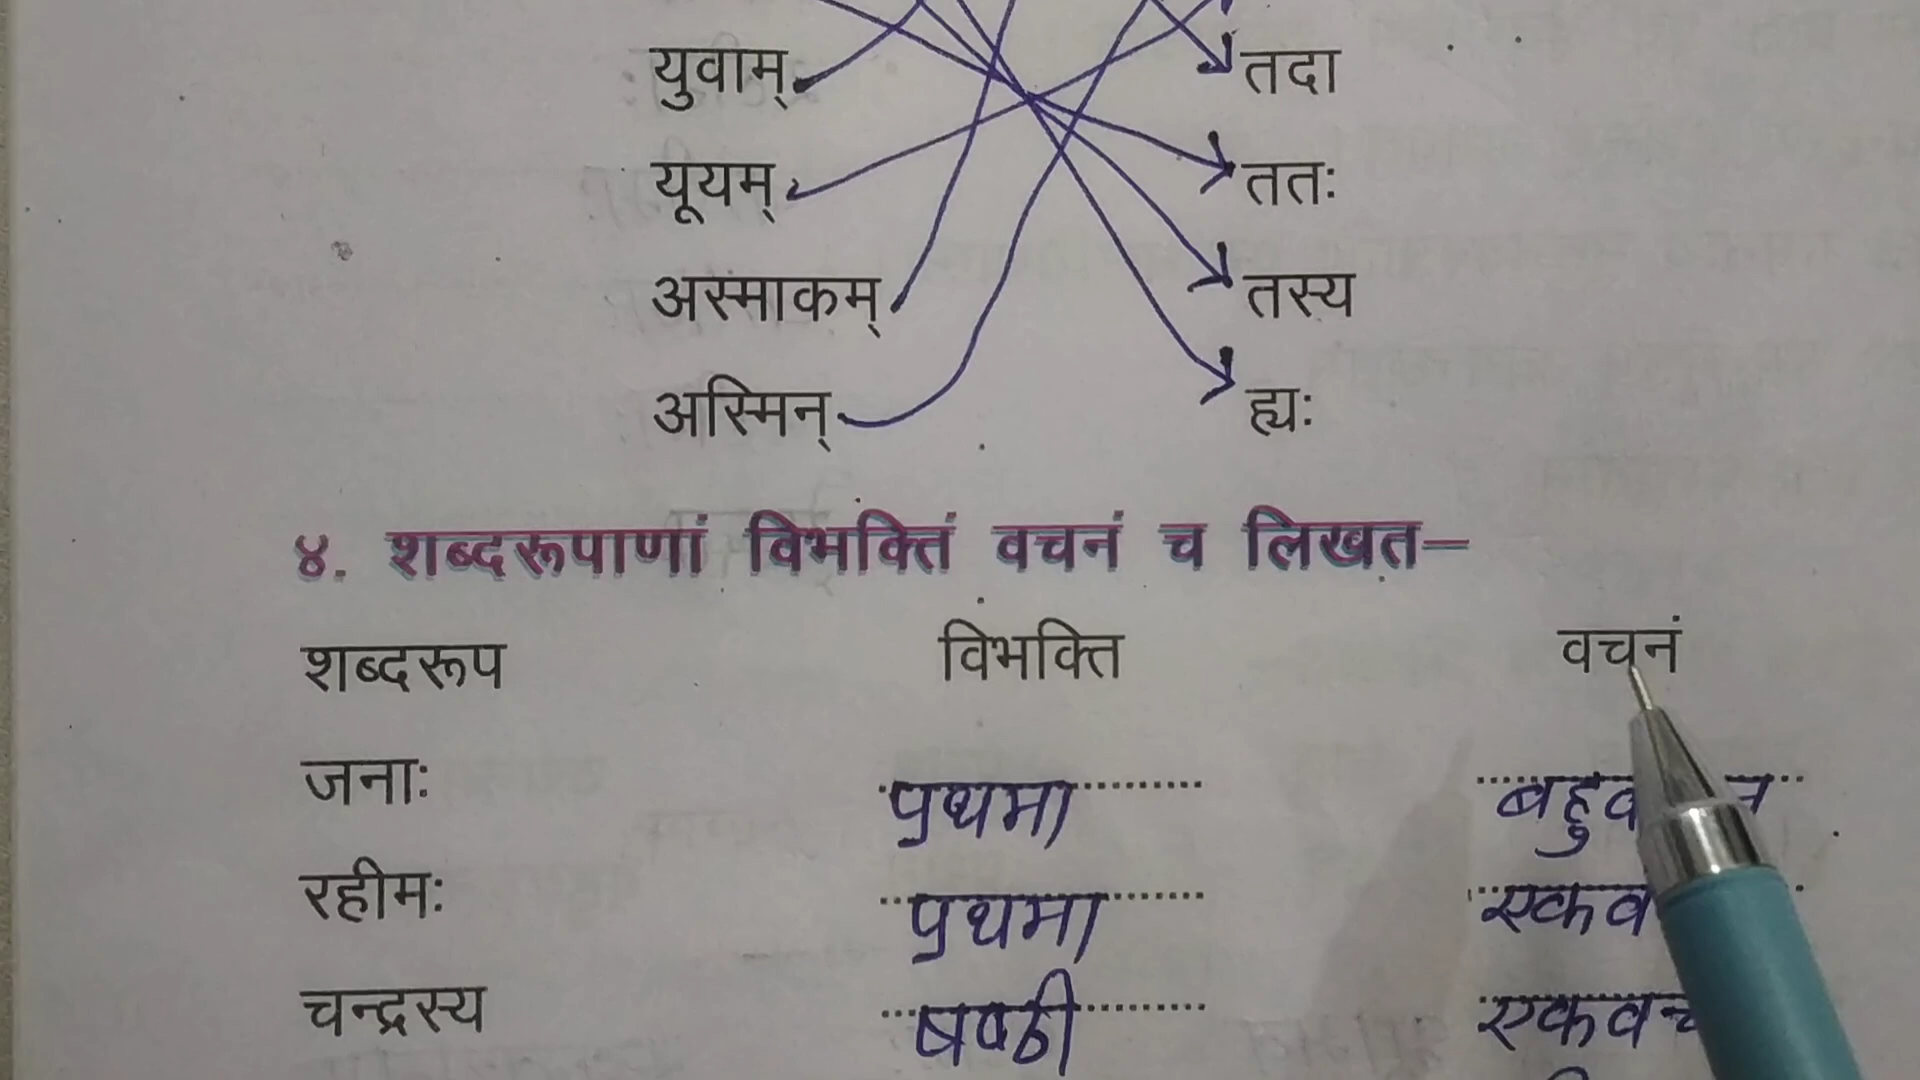 युवाम् तदा
यूयम् ततः
अस्माकम् तस्य
अस्मिन् ह्यः
४. शब्दरूपाणां विभक्तिं वचनं च लिखत—
शब्दरूप विभक्ति वचनं
जनाः प्रथमा
रहीमः प्रथमा
चन्द्रस्य षष्ठी